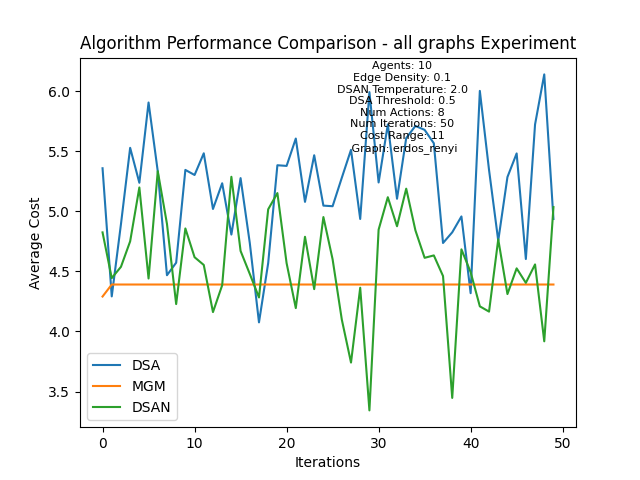 Algorithm Performance Comparison - all graphs Experiment
Agents: 10
Edge Density: 0.1
DSAN Temperature: 2.0
DSA Threshold: 0.5
Num Actions: 8
Num Iterations: 50
Cost Range: 11
Graph: erdos_renyi
Average Cost
6.0
5.5
5.0
4.5
4.0
3.5
DSA
MGM
DSAN
0 10 20 30 40 50
Iterations